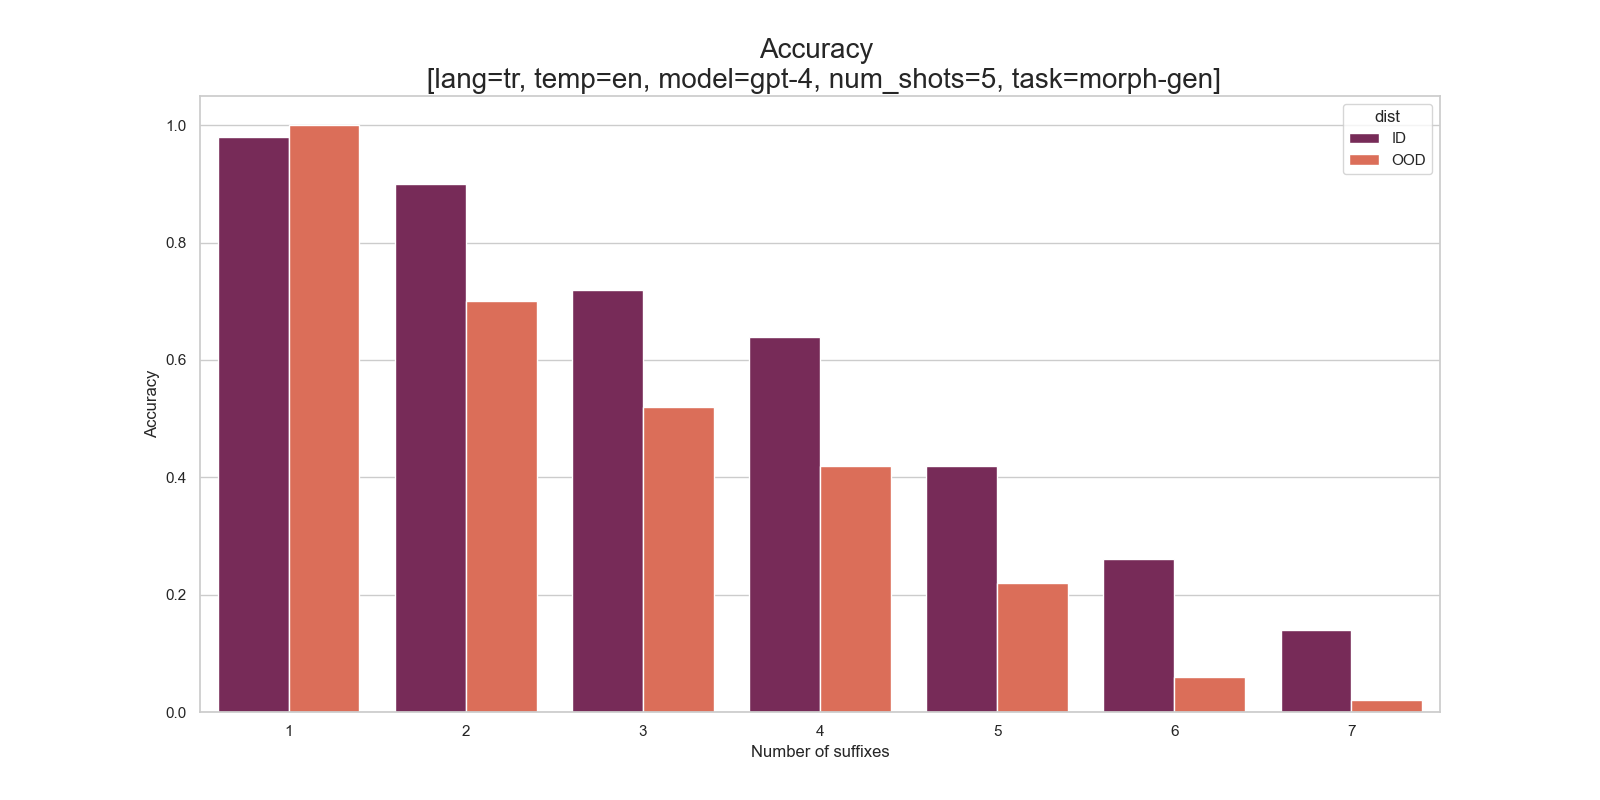 Accuracy
[lang=tr, temp=en, model=gpt-4, num_shots=5, task=morph-gen]
dist
ID
OOD
1.0
0.8
0.6
0.4
0.2
0.0
Accuracy
1 2 3 4 5 6 7
Number of suffixes